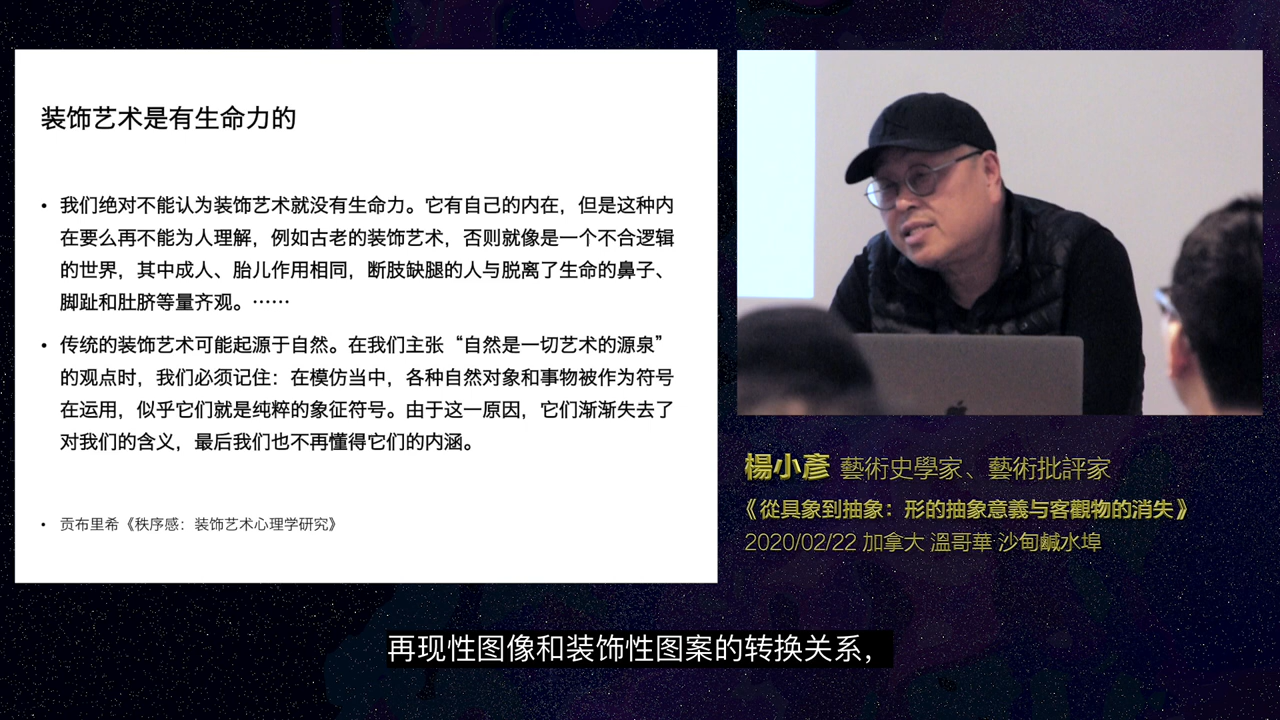 装饰艺术是有生命力的
• 我们绝对不能认为装饰艺术就没有生命力。它有自己的内在，但是这种内
在要么再不能为人理解，例如古老的装饰艺术，否则就像是一个不合逻辑
的世界，其中成人、胎儿作用相同，断肢缺腿的人与脱离了生命的鼻子、
脚趾和肚脐等量齐观。……
• 传统的装饰艺术可能起源于自然。在我们主张“自然是一切艺术的源泉”
的观点时，我们必须记住：在模仿当中，各种自然对象和事物被作为符号
在运用，似乎它们就是纯粹的象征符号。由于这一原因，它们渐渐失去了
对我们的含义，最后我们也不再懂得它们的内涵。
• 贡布里希《秩序感：装饰艺术心理学研究》
楊小彥 藝術史學家、藝術批評家
《從具象到抽象：形的抽象意義与客觀物的消失》
2020/02/22 加拿大 溫哥華 沙甸鹹水埠
再现性图像和装饰性图案的转换关系，